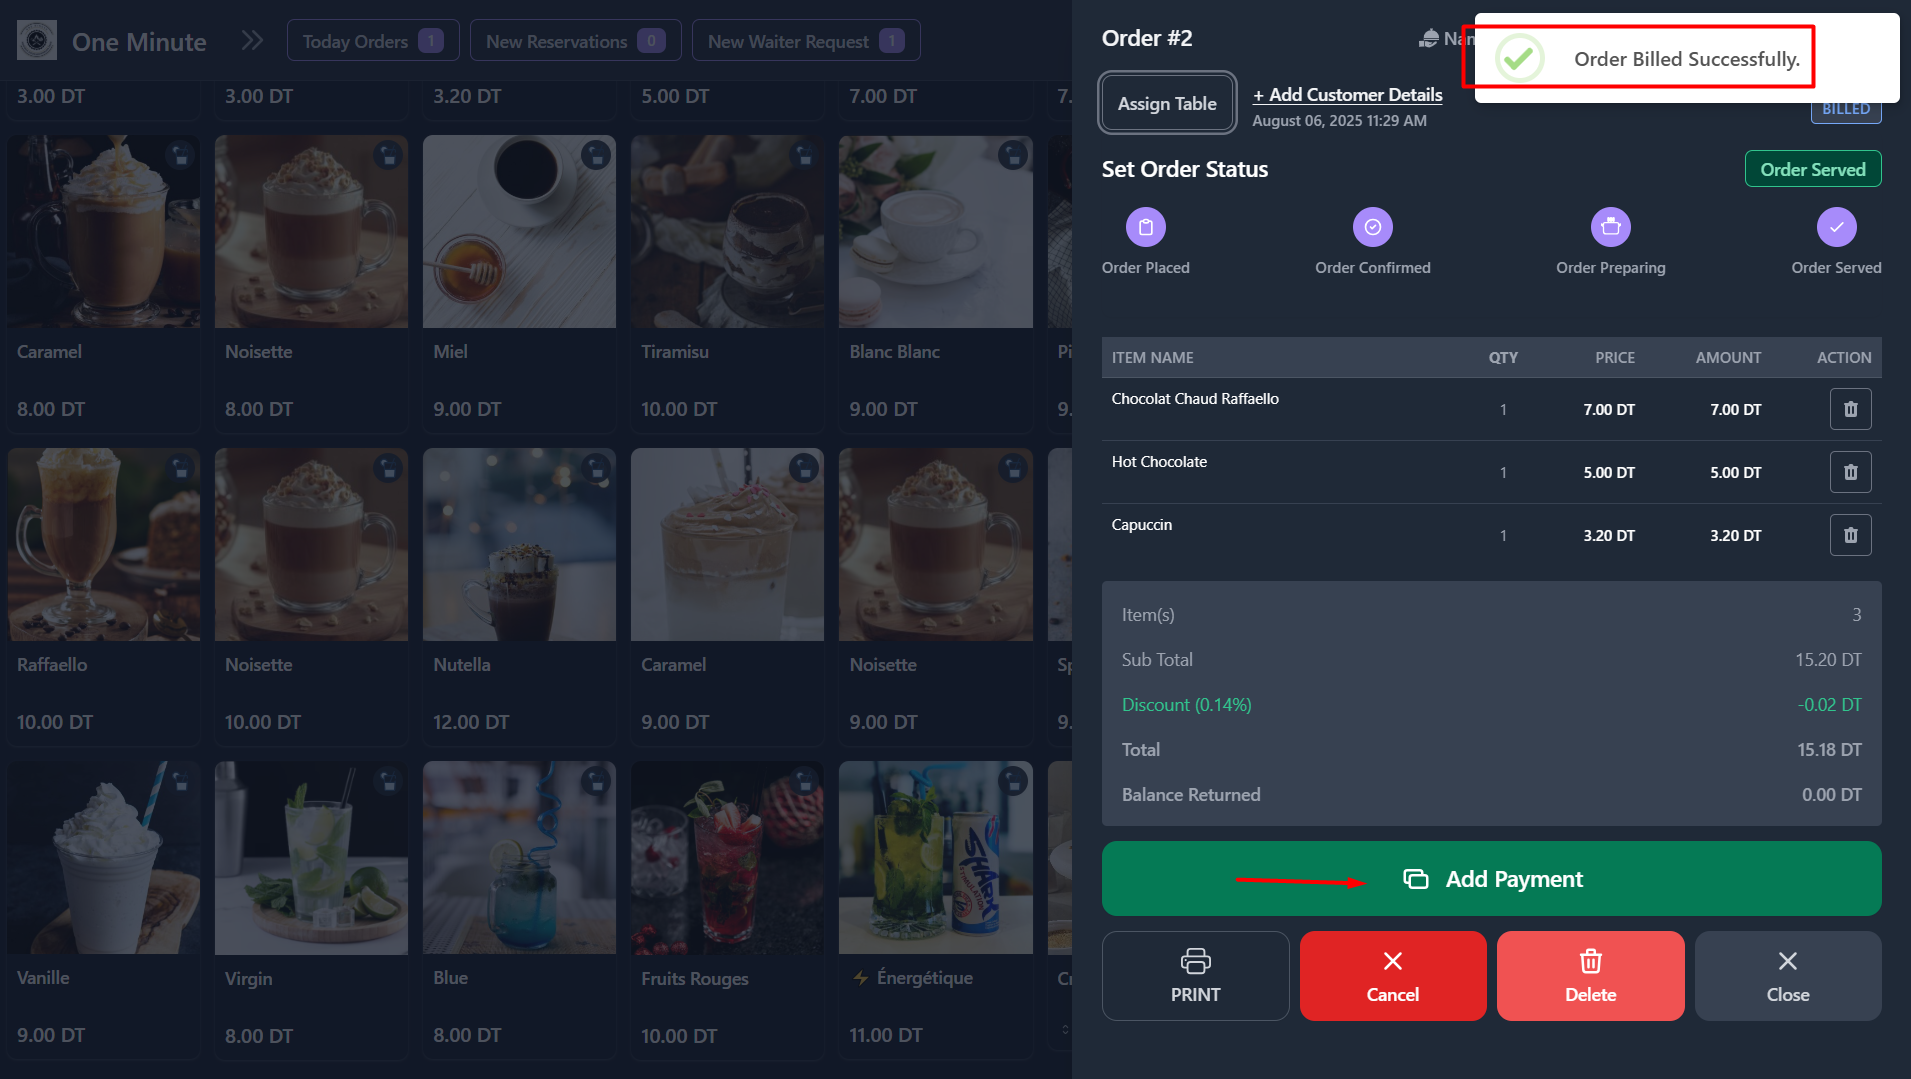 One Minute
Today Orders 1
New Reservations 0
New Waiter Request 1
3.00 DT
3.00 DT
3.20 DT
5.00 DT
7.00 DT
7.
Caramel
8.00 DT
Noisette
8.00 DT
Miel
9.00 DT
Tiramisu
10.00 DT
Blanc Blanc
9.00 DT
Pi
9.
Raffaello
10.00 DT
Noisette
10.00 DT
Nutella
12.00 DT
Caramel
9.00 DT
Noisette
9.00 DT
Sp
9.
Vanille
9.00 DT
Virgin
8.00 DT
Blue
8.00 DT
Fruits Rouges
10.00 DT
SHARK
⚡ Énergétique
11.00 DT
Order #2
Order Billed Successfully.
Assign Table
+ Add Customer Details
August 06, 2025 11:29 AM
BILLED
Set Order Status
Order Served
Order Placed
Order Confirmed
Order Preparing
Order Served
ITEM NAME QTY PRICE AMOUNT ACTION
Chocolat Chaud Raffaello 1 7.00 DT 7.00 DT
Hot Chocolate 1 5.00 DT 5.00 DT
Capuccin 1 3.20 DT 3.20 DT
Item(s) 3
Sub Total 15.20 DT
Discount (0.14%) -0.02 DT
Total 15.18 DT
Balance Returned 0.00 DT
Add Payment
PRINT
Cancel
Delete
Close